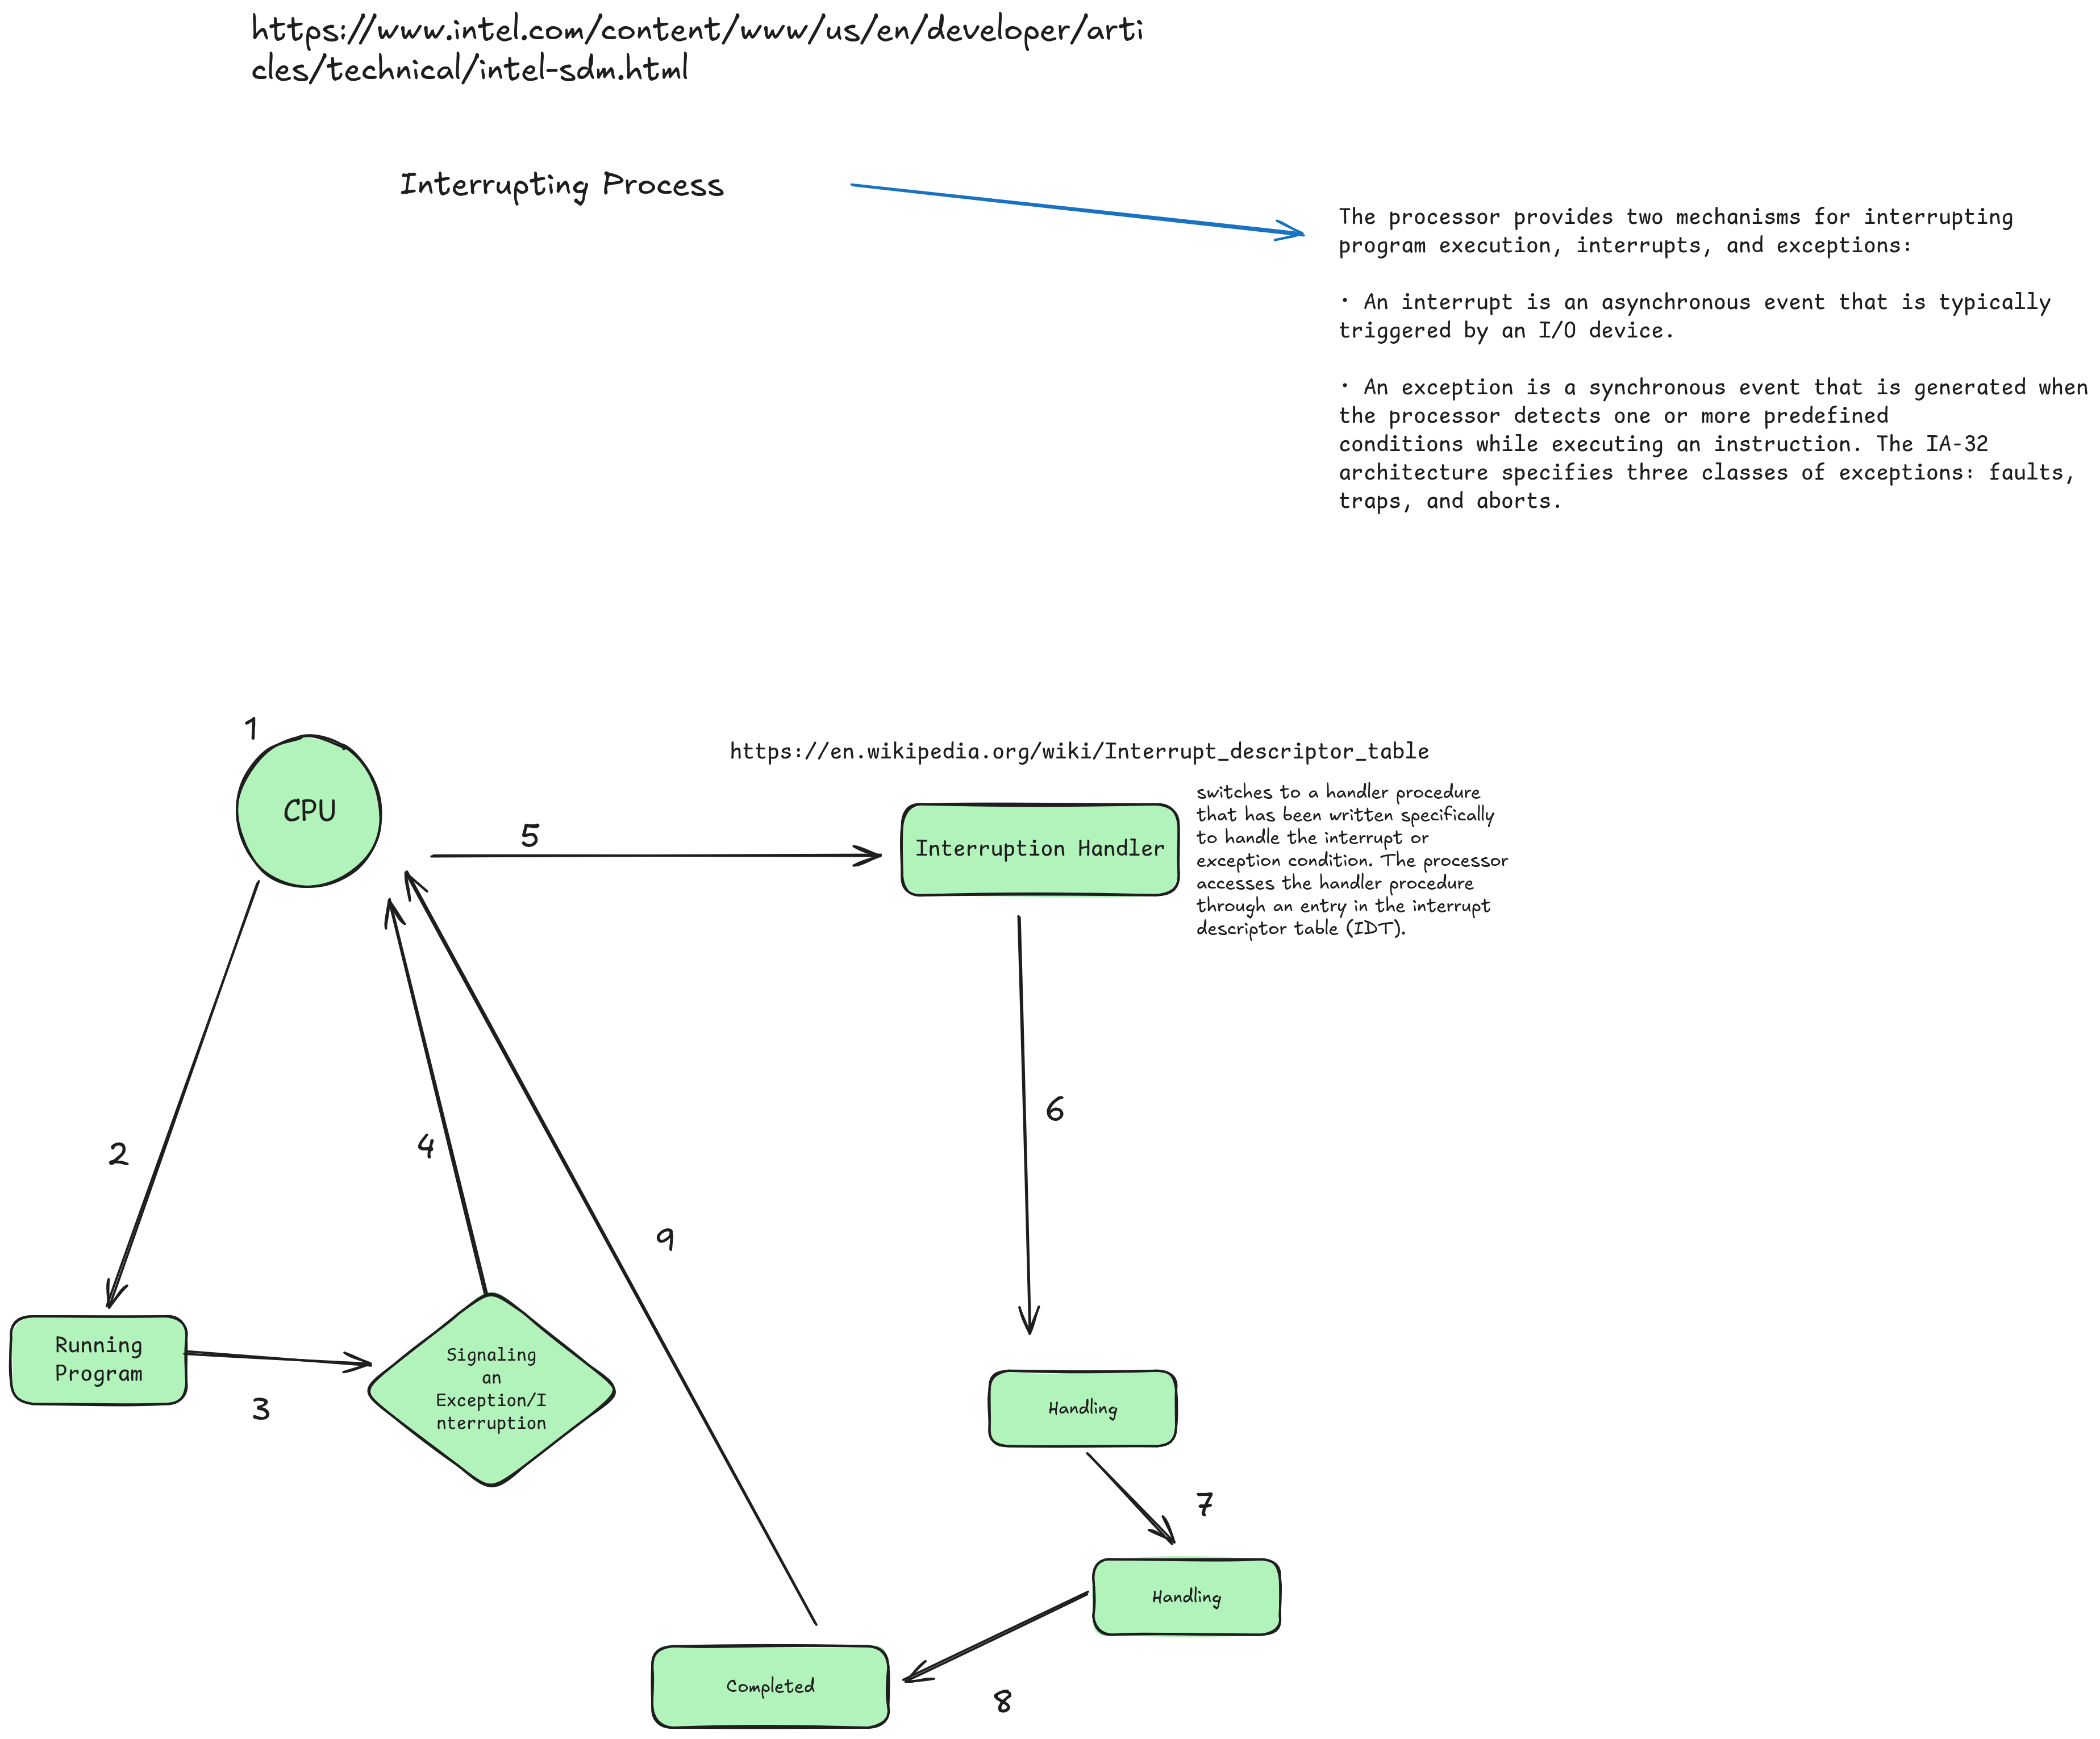 https://www.intel.com/content/www/us/en/developer/arti
cles/technical/intel-sdm.html
Interrupting Process
The processor provides two mechanisms for interrupting
program execution, interrupts, and exceptions:
· An interrupt is an asynchronous event that is typically
triggered by an I/O device.
· An exception is a synchronous event that is generated when
the processor detects one or more predefined
conditions while executing an instruction. The IA-32
architecture specifies three classes of exceptions: faults,
traps, and aborts.
1
CPU
https://en.wikipedia.org/wiki/Interrupt_descriptor_table
5
Interruption Handler
switches to a handler procedure
that has been written specifically
to handle the interrupt or
exception condition. The processor
accesses the handler procedure
through an entry in the interrupt
descriptor table (IDT).
2
4
9
6
Running
Program
3
Signaling
an
Exception/I
nterruption
Handling
7
Handling
8
Completed